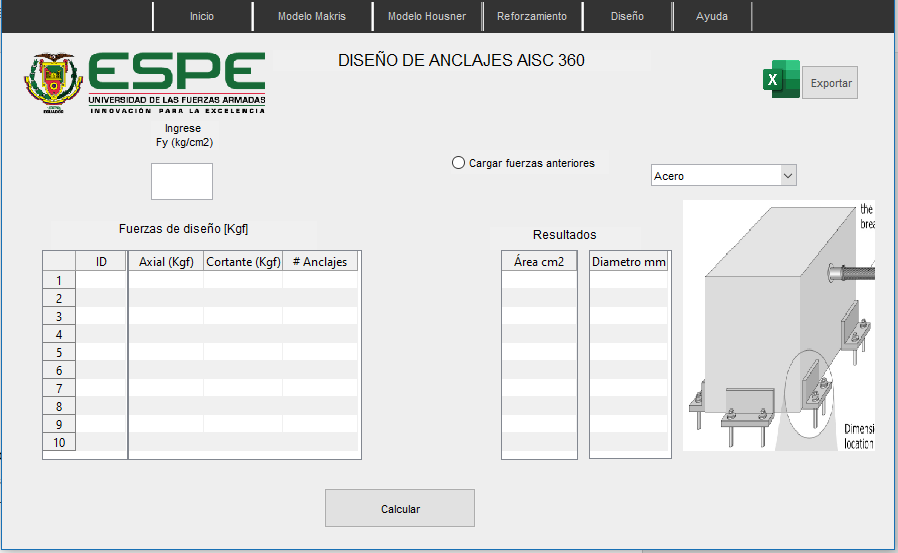 Inicio
Modelo Makris
Modelo Housner
Reforzamiento
Diseño
Ayuda
ECUADOR
ESPE
UNIVERSIDAD DE LAS FUERZAS ARMADAS
INNOVACIÓN PARA LA EXCELENCIA
DISEÑO DE ANCLAJES AISC 360
X
Exportar
Ingrese
Fy (kg/cm2)
Cargar fuerzas anteriores
Acero
Fuerzas de diseño [Kgf]
ID Axial (Kgf) Cortante (Kgf) # Anclajes
1
2
3
4
5
6
7
8
9
10
Resultados
Área cm2
Diametro mm
the
brea
Dimensi
location
Calcular